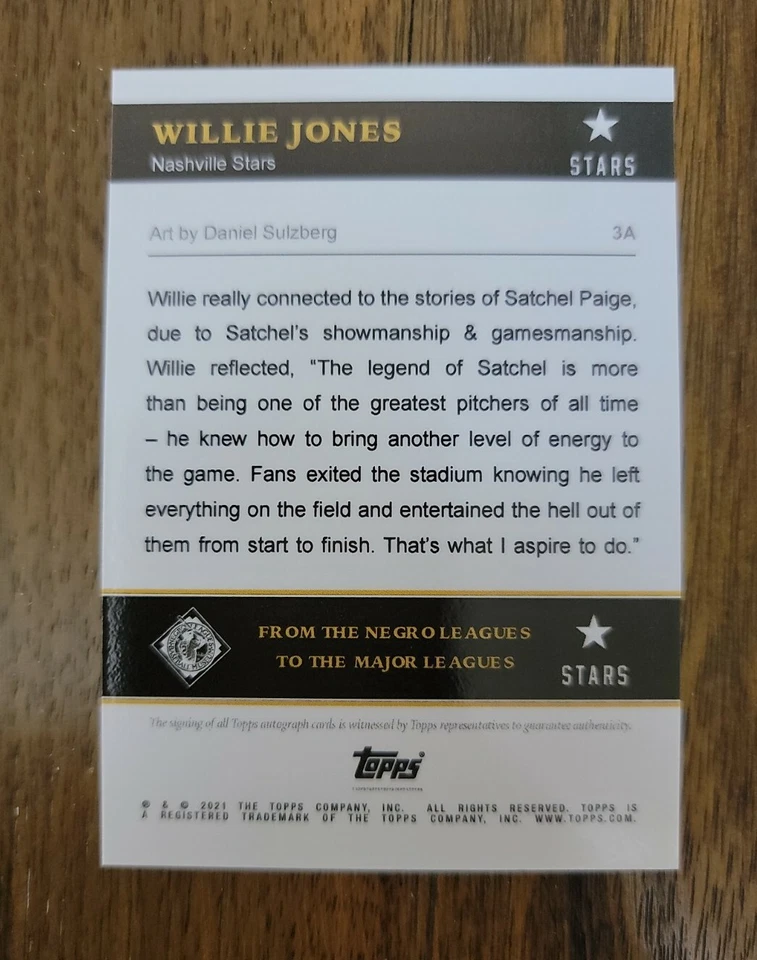 WILLIE JONES
Nashville Stars
STARS
Art by Daniel Sulzberg 3A
Willie really connected to the stories of Satchel Paige,
due to Satchel's showmanship & gamesmanship.
Willie reflected, "The legend of Satchel is more
than being one of the greatest pitchers of all time
– he knew how to bring another level of energy to
the game. Fans exited the stadium knowing he left
everything on the field and entertained the hell out of
them from start to finish. That's what I aspire to do."
FROM THE NEGRO LEAGUES
TO THE MAJOR LEAGUES
STARS
The signing of all Topps autograph cards is witnessed by Topps representatives to guarantee authenticity.
topps
® & © 2021 THE TOPPS COMPANY, INC. ALL RIGHTS RESERVED. TOPPS IS
A REGISTERED TRADEMARK OF THE TOPPS COMPANY, INC. WWW.TOPPS.COM.